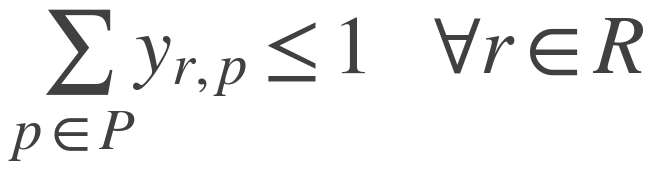 ∑_{p ∈ P} y_{r,p} ≤ 1 ∀r ∈ R